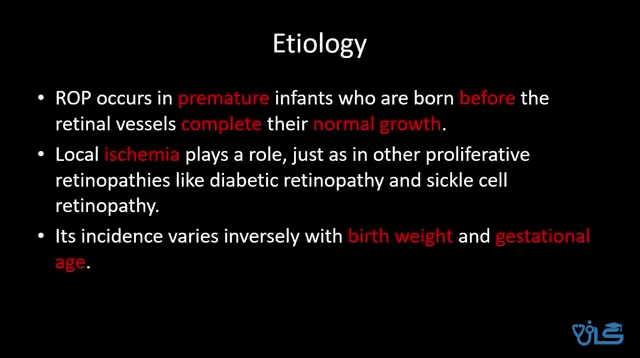 Etiology
• ROP occurs in premature infants who are born before the
retinal vessels complete their normal growth.
• Local ischemia plays a role, just as in other proliferative
retinopathies like diabetic retinopathy and sickle cell
retinopathy.
• Its incidence varies inversely with birth weight and gestational
age.